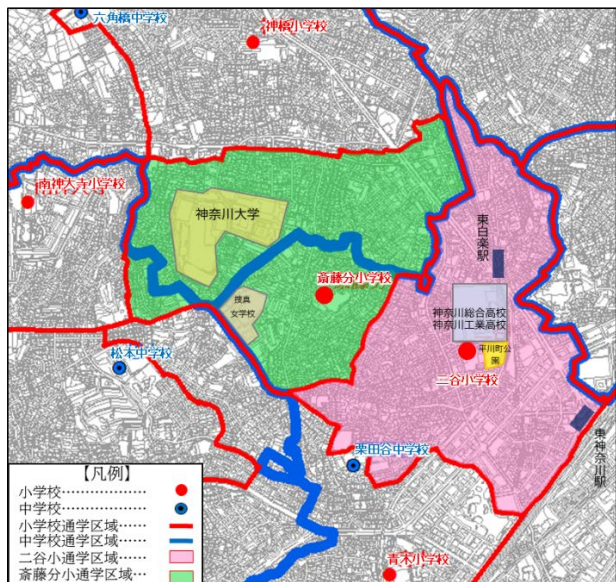 六角橋中学校
神橋小学校
南神大寺小学校
神奈川大学
東白楽駅
斎藤分小学校
捜真
女学校
神奈川総合高校
神奈川工業高校
平川町公
園
松本中学校
二谷小学校
東神奈川駅
栗田谷中学校
青木小学校
【凡例】
小学校………………
中学校………………
小学校通学区域……
中学校通学区域……
二谷小通学区域……
斎藤分小通学区域…